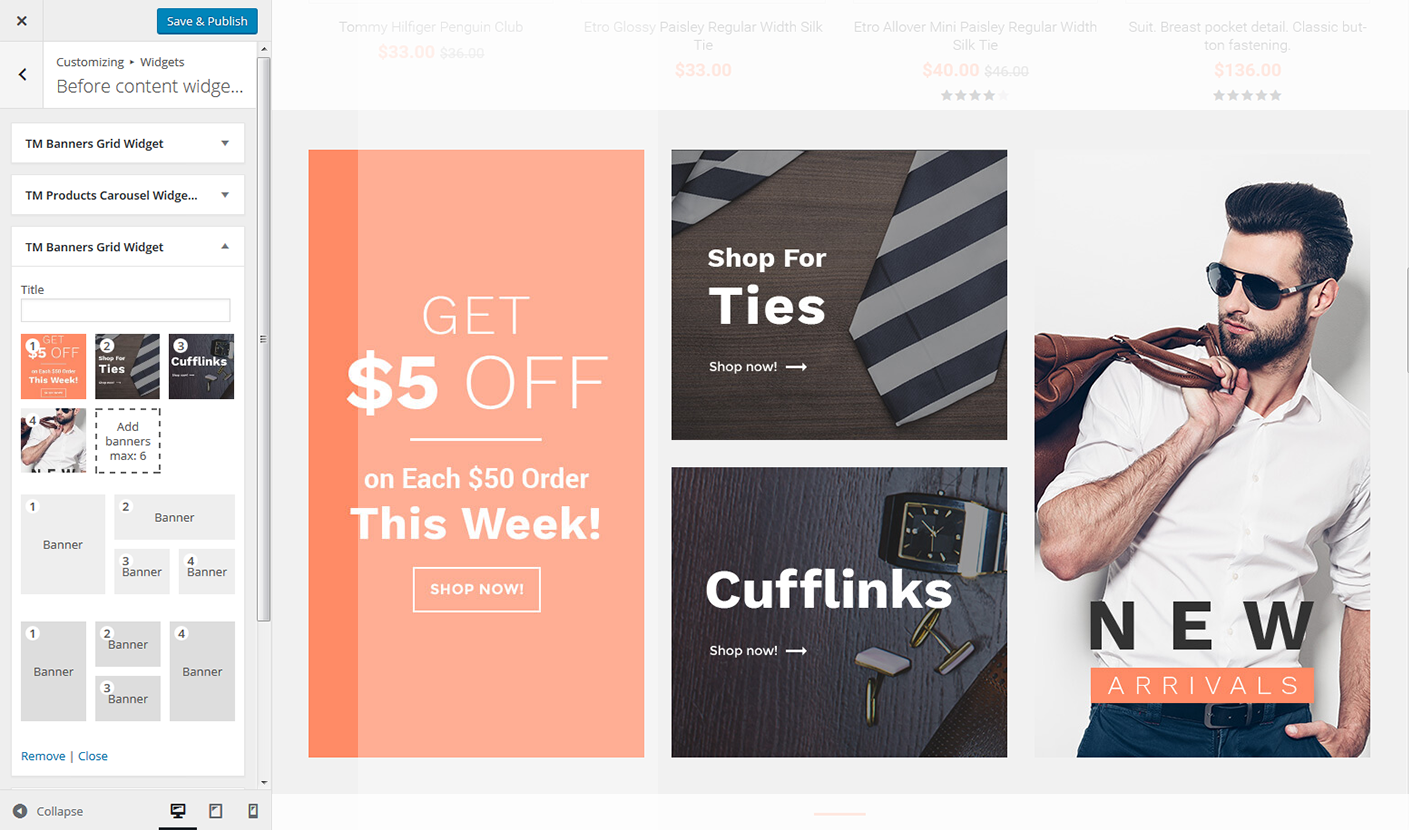 Save & Publish
Customizing ▸ Widgets
Before content widge...
TM Banners Grid Widget
TM Products Carousel Widge...
TM Banners Grid Widget
Title
1
GET
$5 OFF
on Each $50 Order
This Week!
2
Shop For
Ties
Shop now!
3
Cufflinks
4
NEW
Add
banners
max: 6
1
Banner
2
Banner
3
Banner
4
Banner
1
Banner
2
Banner
3
Banner
4
Banner
Remove | Close
Collapse
Tommy Hilfiger Penguin Club
$33.00 $36.00
Etro Glossy Paisley Regular Width Silk
Tie
$33.00
Etro Allover Mini Paisley Regular Width
Silk Tie
$40.00 $46.00
Suit. Breast pocket detail. Classic but-
ton fastening.
$136.00
GET
$5 OFF
on Each $50 Order
This Week!
SHOP NOW!
Shop For
Ties
Shop now!
Cufflinks
Shop now!
NEW
ARRIVALS